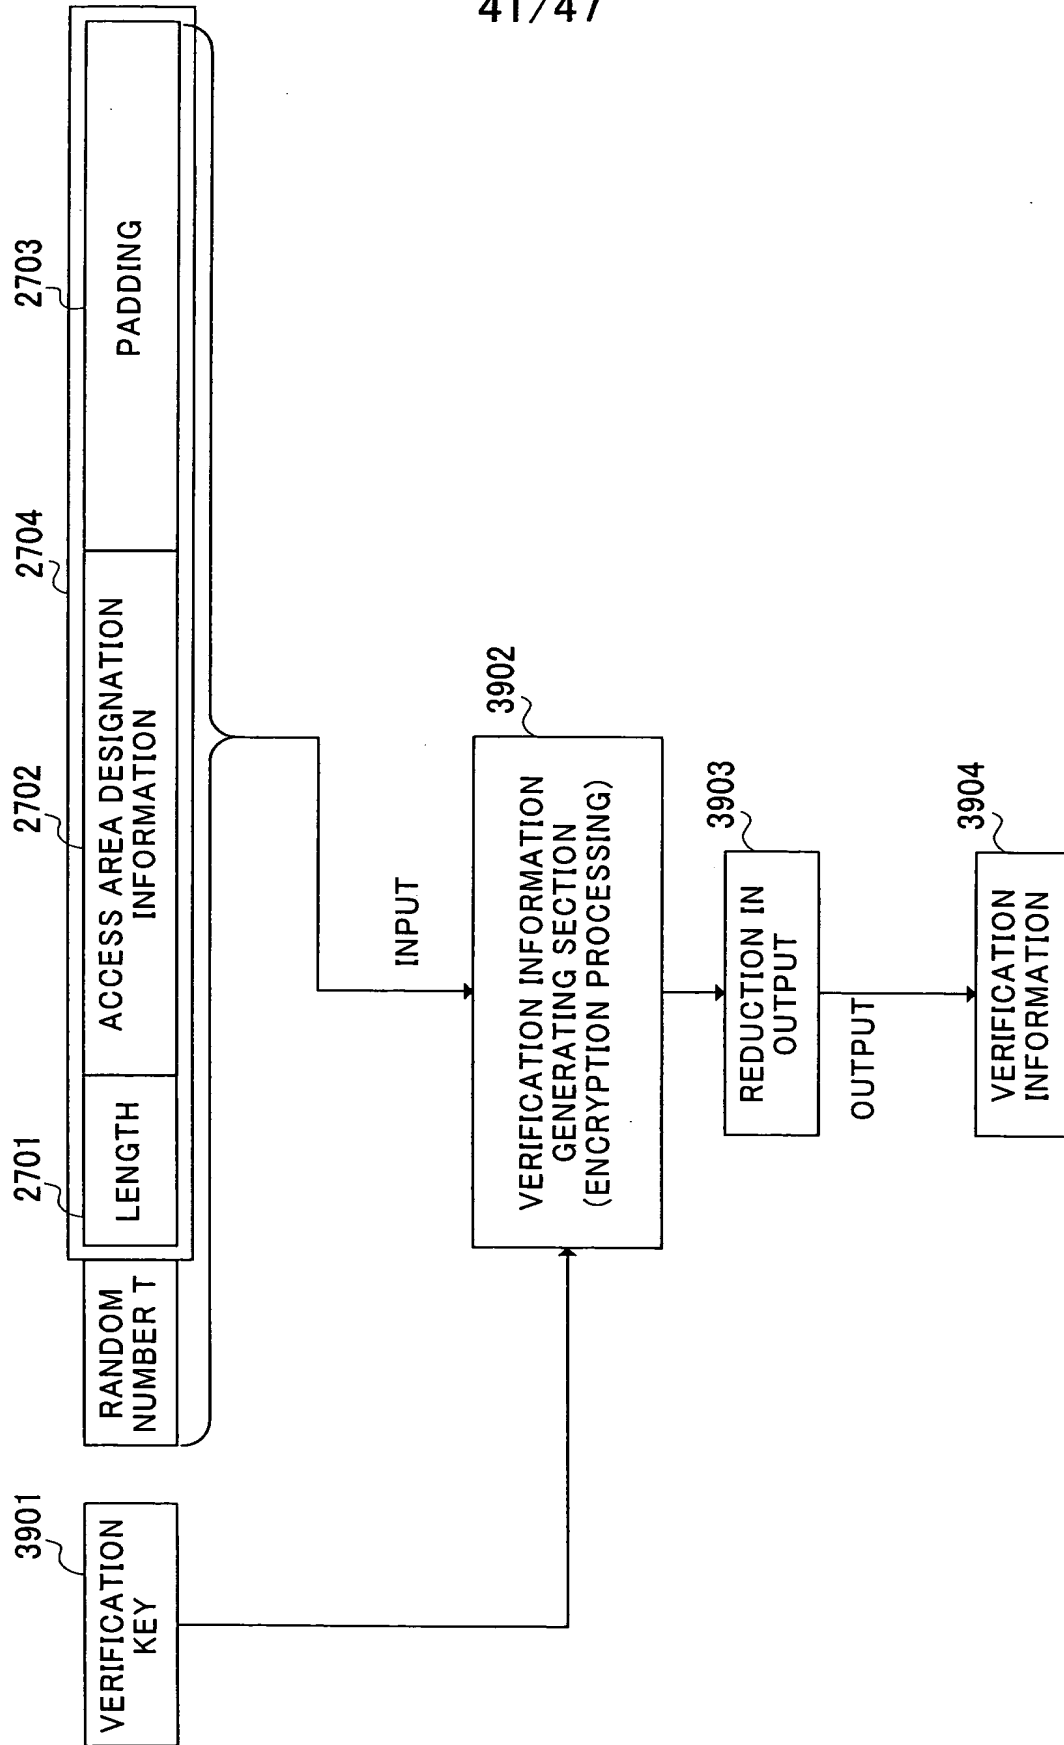 41/47
3901
VERIFICATION
KEY
RANDOM
NUMBER T
2701
LENGTH
2702
ACCESS AREA DESIGNATION
INFORMATION
2704
2703
PADDING
INPUT
3902
VERIFICATION INFORMATION
GENERATING SECTION
(ENCRYPTION PROCESSING)
3903
REDUCTION IN
OUTPUT
OUTPUT
3904
VERIFICATION
INFORMATION